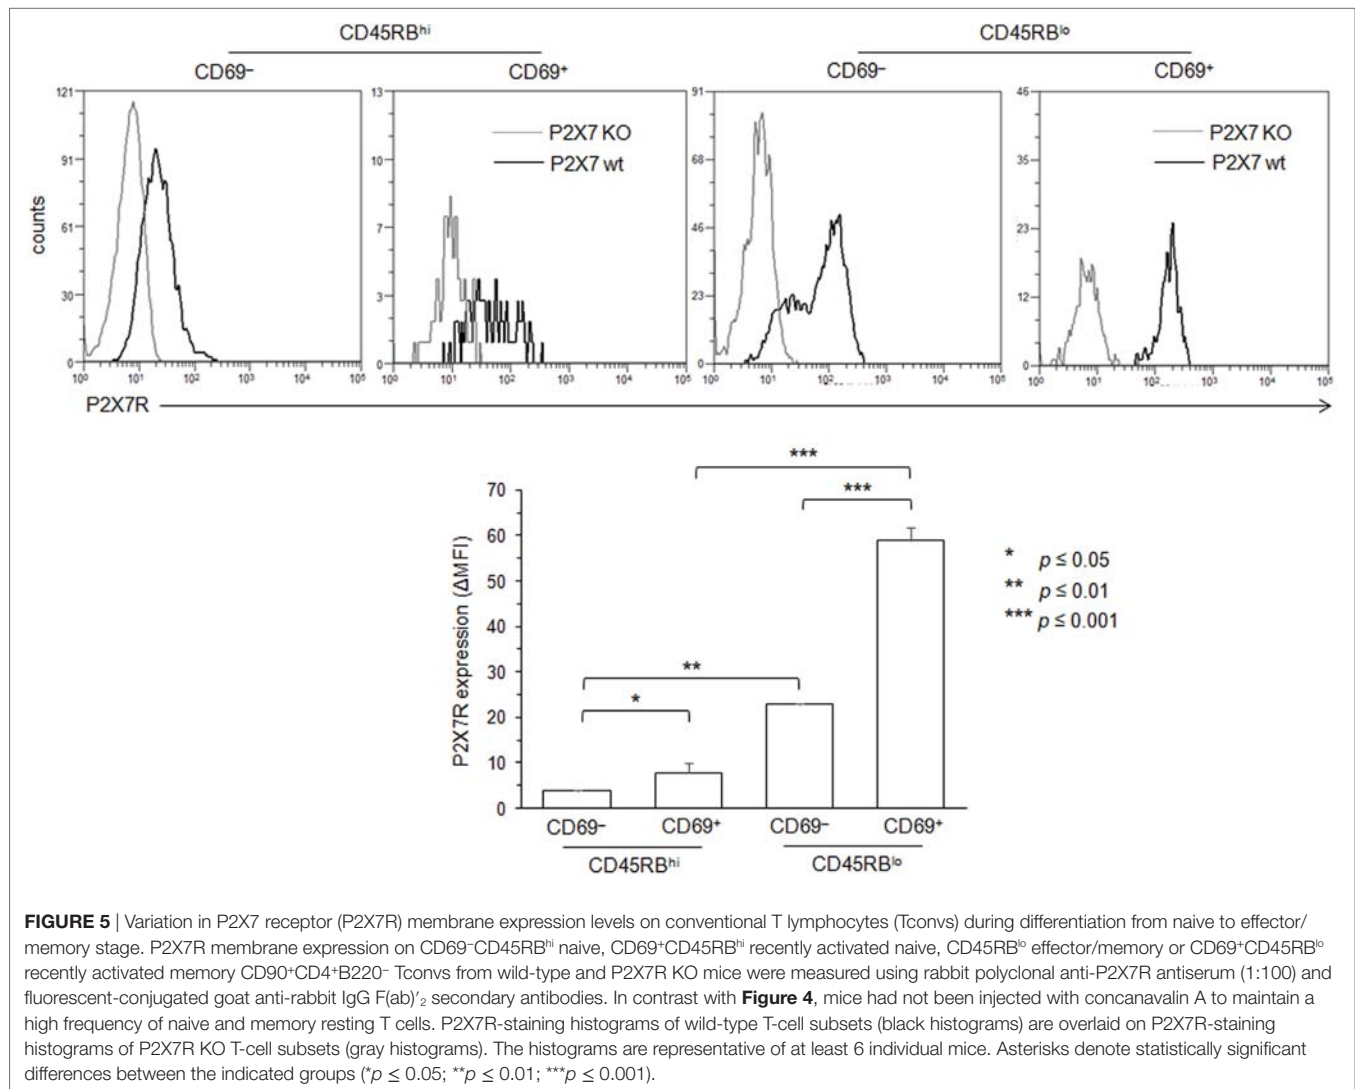 CD45RBʰⁱ CD45RBˡᵒ
CD69⁻ CD69⁺ CD69⁻ CD69⁺
counts
121
91
61
30
0
10⁰ 10¹ 10² 10³ 10⁴ 10⁵
13
10
7
3
0
10⁰ 10¹ 10² 10³ 10⁴ 10⁵
P2X7 KO
P2X7 wt
91
68
46
23
0
10⁰ 10¹ 10² 10³ 10⁴ 10⁵
46
35
23
12
0
10⁰ 10¹ 10² 10³ 10⁴ 10⁵
P2X7 KO
P2X7 wt
P2X7R
P2X7R expression (ΔMFI)
70
60
50
40
30
20
10
0
***
***
**
*
* p ≤ 0.05
** p ≤ 0.01
*** p ≤ 0.001
CD69⁻ CD69⁺ CD69⁻ CD69⁺
CD45RBʰⁱ CD45RBˡᵒ
FIGURE 5 | Variation in P2X7 receptor (P2X7R) membrane expression levels on conventional T lymphocytes (Tconvs) during differentiation from naive to effector/
memory stage. P2X7R membrane expression on CD69⁻CD45RBʰⁱ naive, CD69⁺CD45RBʰⁱ recently activated naive, CD45RBˡᵒ effector/memory or CD69⁺CD45RBˡᵒ
recently activated memory CD90⁺CD4⁺B220⁻ Tconvs from wild-type and P2X7R KO mice were measured using rabbit polyclonal anti-P2X7R antiserum (1:100) and
fluorescent-conjugated goat anti-rabbit IgG F(ab)′₂ secondary antibodies. In contrast with Figure 4, mice had not been injected with concanavalin A to maintain a
high frequency of naive and memory resting T cells. P2X7R-staining histograms of wild-type T-cell subsets (black histograms) are overlaid on P2X7R-staining
histograms of P2X7R KO T-cell subsets (gray histograms). The histograms are representative of at least 6 individual mice. Asterisks denote statistically significant
differences between the indicated groups (*p ≤ 0.05; **p ≤ 0.01; ***p ≤ 0.001).